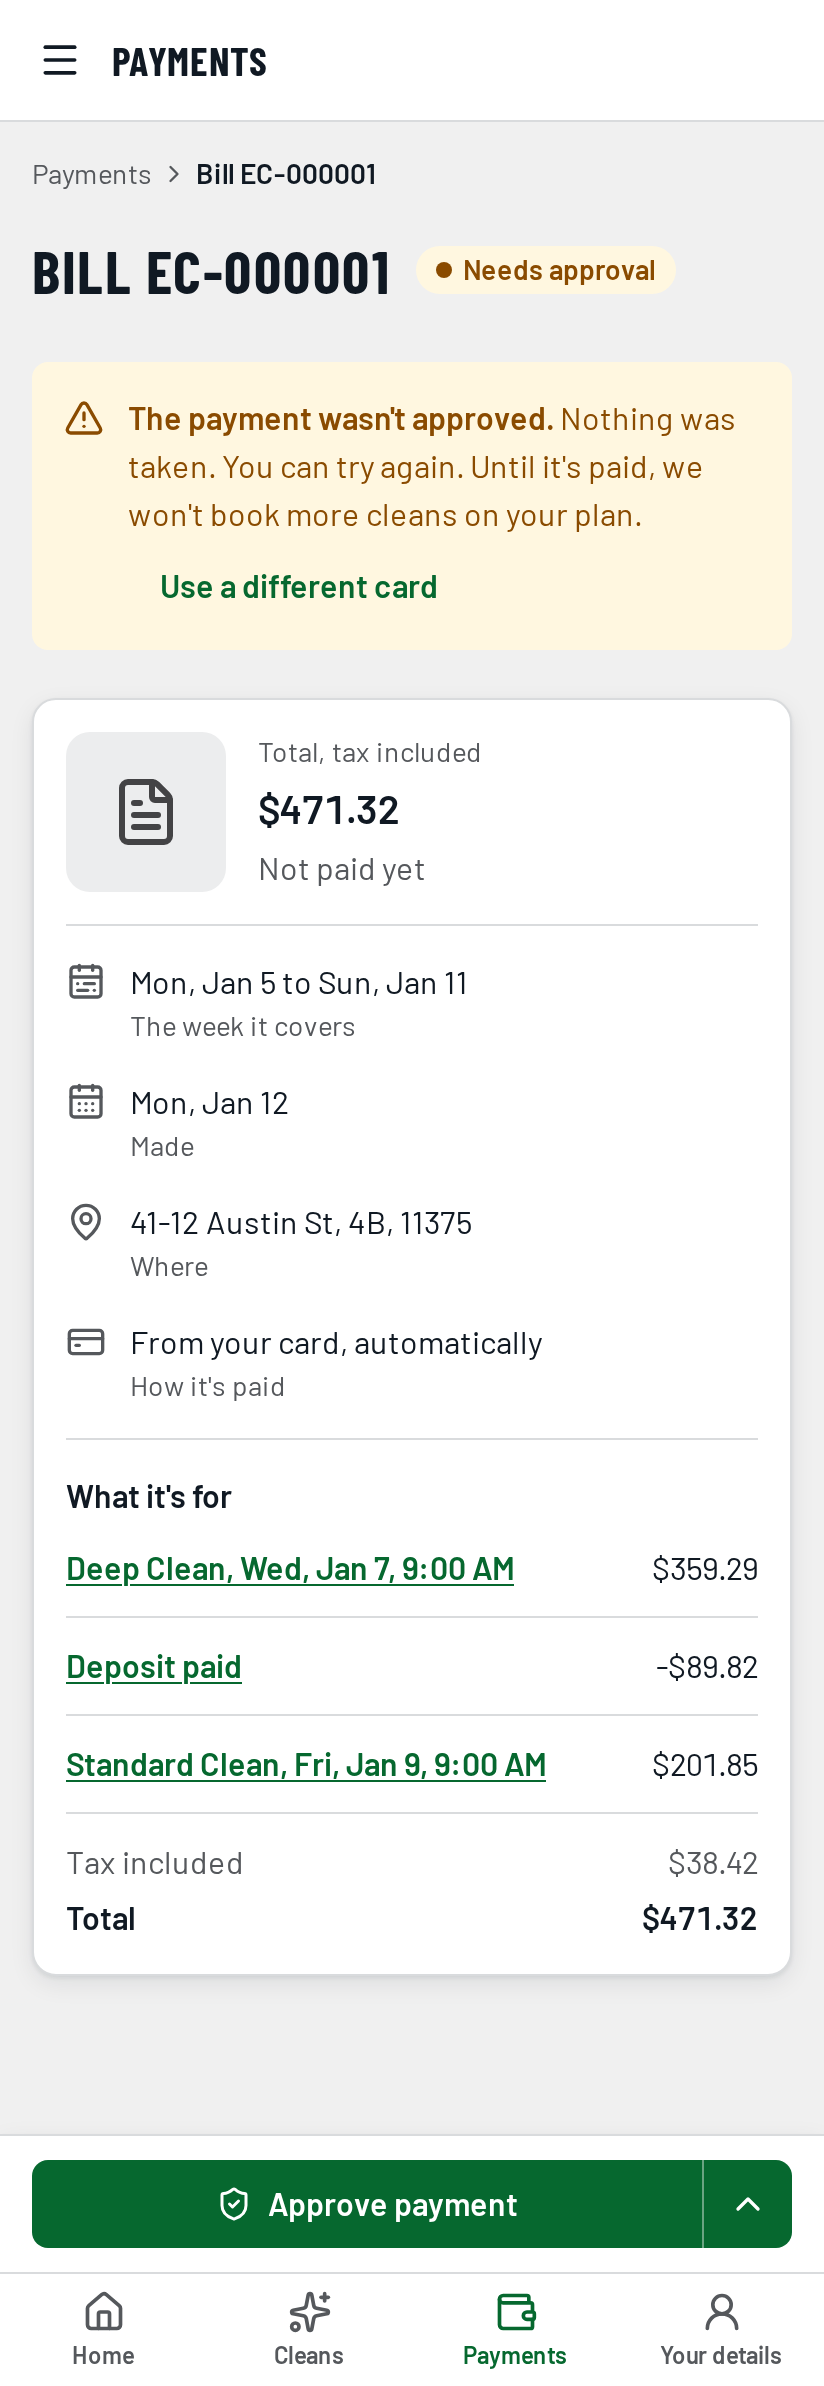 PAYMENTS
Payments > Bill EC-000001
BILL EC-000001
Needs approval
The payment wasn't approved. Nothing was
taken. You can try again. Until it's paid, we
won't book more cleans on your plan.
Use a different card
Total, tax included
$471.32
Not paid yet
Mon, Jan 5 to Sun, Jan 11
The week it covers
Mon, Jan 12
Made
41-12 Austin St, 4B, 11375
Where
From your card, automatically
How it's paid
What it's for
Deep Clean, Wed, Jan 7, 9:00 AM $359.29
Deposit paid -$89.82
Standard Clean, Fri, Jan 9, 9:00 AM $201.85
Tax included $38.42
Total $471.32
Approve payment
Home Cleans Payments Your details